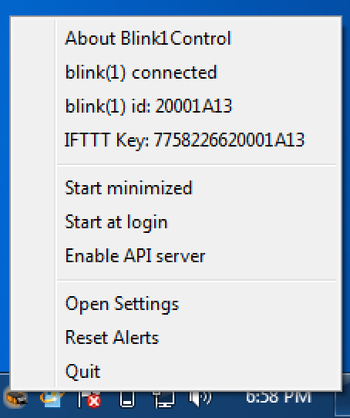 About Blink1Control
blink(1) connected
blink(1) id: 20001A13
IFTTT Key: 7758226620001A13
Start minimized
Start at login
Enable API server
Open Settings
Reset Alerts
Quit
6:58 PM